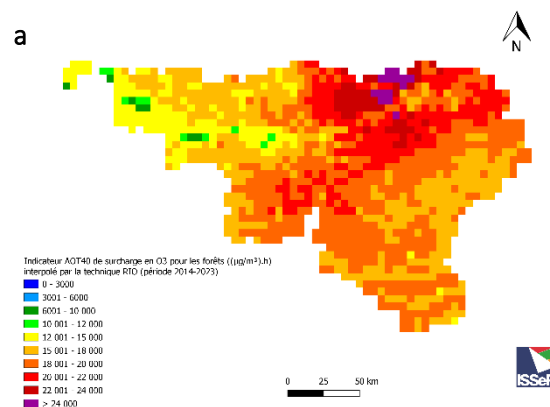 a
N
Indicateur AOT40 de surcharge en O3 pour les forêts ((µg/m³).h)
interpolé par la technique RIO (période 2014-2023)
0 - 3000
3001 - 6000
6001 - 10 000
10 001 - 12 000
12 001 - 15 000
15 001 - 18 000
18 001 - 20 000
20 001 - 22 000
22 001 - 24 000
> 24 000
0 25 50 km
ISSeP